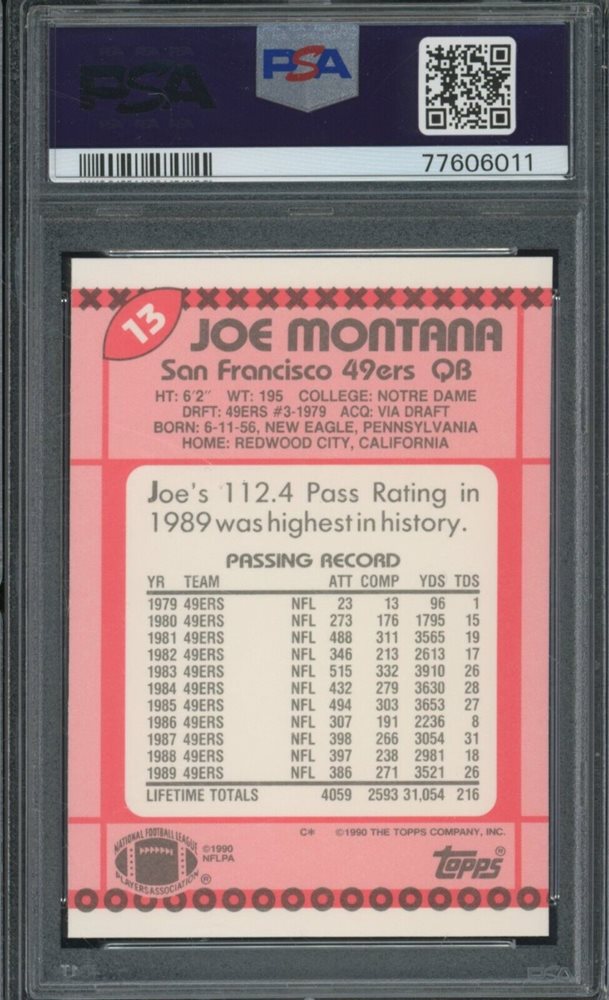 PSA
PSA
77606011
13
JOE MONTANA
San Francisco 49ers QB
HT: 6'2" WT: 195 COLLEGE: NOTRE DAME
DRFT: 49ERS #3-1979 ACQ: VIA DRAFT
BORN: 6-11-56, NEW EAGLE, PENNSYLVANIA
HOME: REDWOOD CITY, CALIFORNIA
Joe's 112.4 Pass Rating in
1989 was highest in history.
PASSING RECORD
YR TEAM ATT COMP YDS TDS
1979 49ERS NFL 23 13 96 1
1980 49ERS NFL 273 176 1795 15
1981 49ERS NFL 488 311 3565 19
1982 49ERS NFL 346 213 2613 17
1983 49ERS NFL 515 332 3910 26
1984 49ERS NFL 432 279 3630 28
1985 49ERS NFL 494 303 3653 27
1986 49ERS NFL 307 191 2236 8
1987 49ERS NFL 398 266 3054 31
1988 49ERS NFL 397 238 2981 18
1989 49ERS NFL 386 271 3521 26
LIFETIME TOTALS 4059 2593 31,054 216
C* ©1990 THE TOPPS COMPANY, INC.
NATIONAL FOOTBALL LEAGUE
PLAYERS ASSOCIATION ®
©1990
NFLPA
topps®
PSA